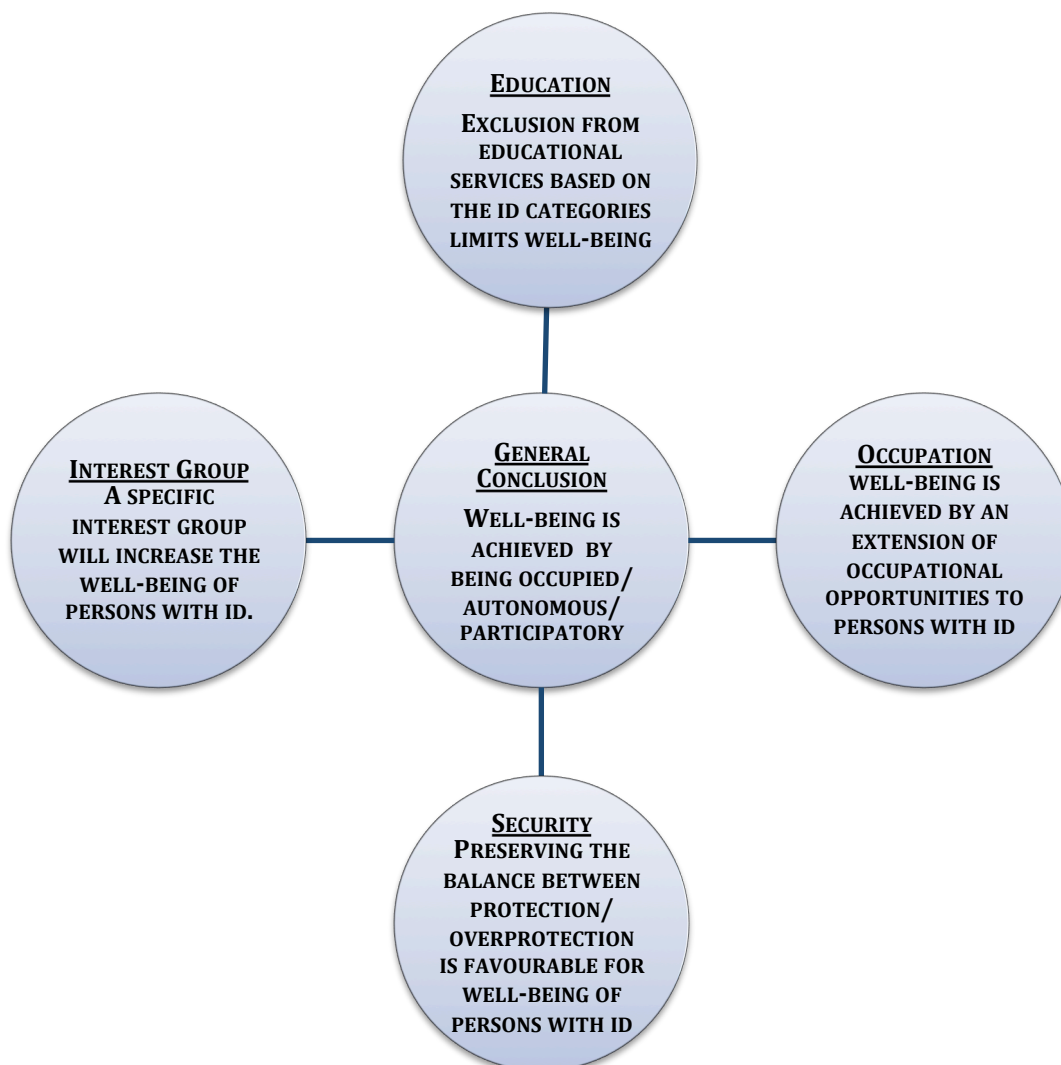 EDUCATION
EXCLUSION FROM
EDUCATIONAL
SERVICES BASED ON
THE ID CATEGORIES
LIMITS WELL-BEING
INTEREST GROUP
A SPECIFIC
INTEREST GROUP
WILL INCREASE THE
WELL-BEING OF
PERSONS WITH ID.
GENERAL
CONCLUSION
WELL-BEING IS
ACHIEVED BY
BEING OCCUPIED/
AUTONOMOUS/
PARTICIPATORY
OCCUPATION
WELL-BEING IS
ACHIEVED BY AN
EXTENSION OF
OCCUPATIONAL
OPPORTUNITIES TO
PERSONS WITH ID
SECURITY
PRESERVING THE
BALANCE BETWEEN
PROTECTION/
OVERPROTECTION
IS FAVOURABLE FOR
WELL-BEING OF
PERSONS WITH ID